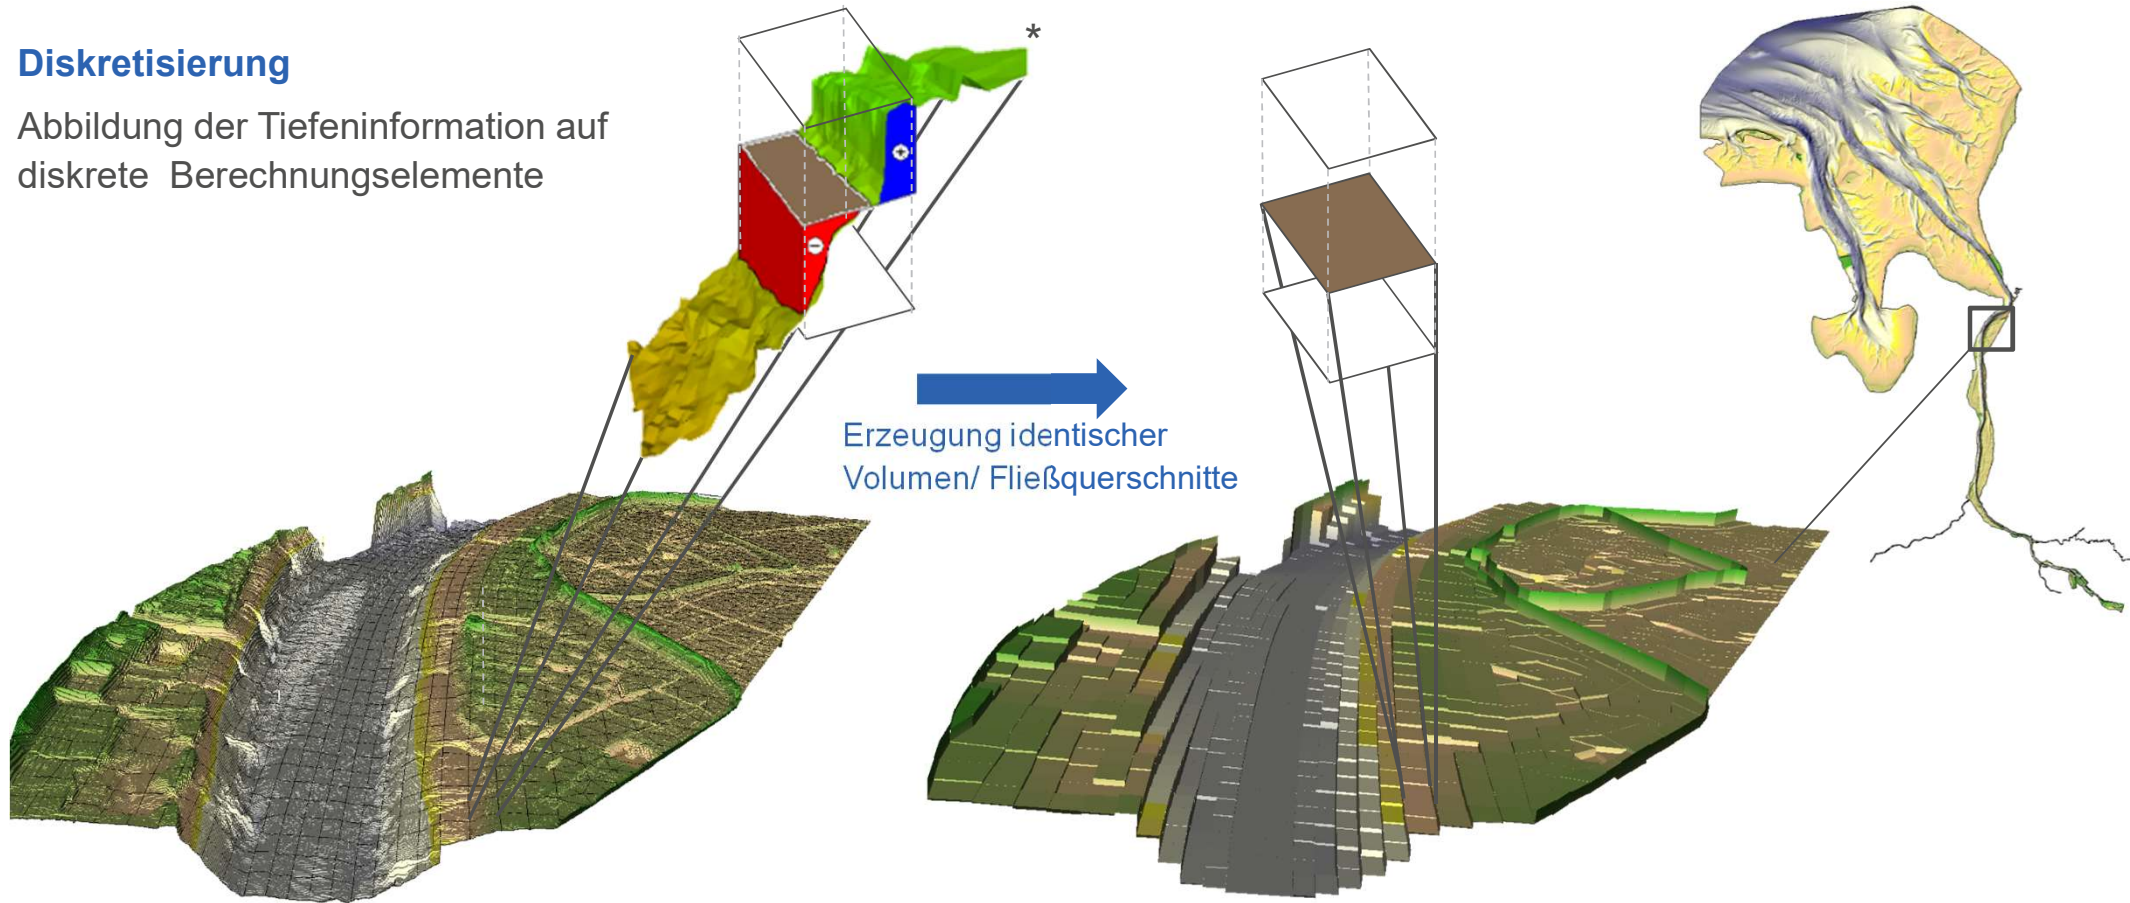 Diskretisierung
Abbildung der Tiefeninformation auf
diskrete  Berechnungselemente
*
+
−
Erzeugung identischer
Volumen/ Fließquerschnitte